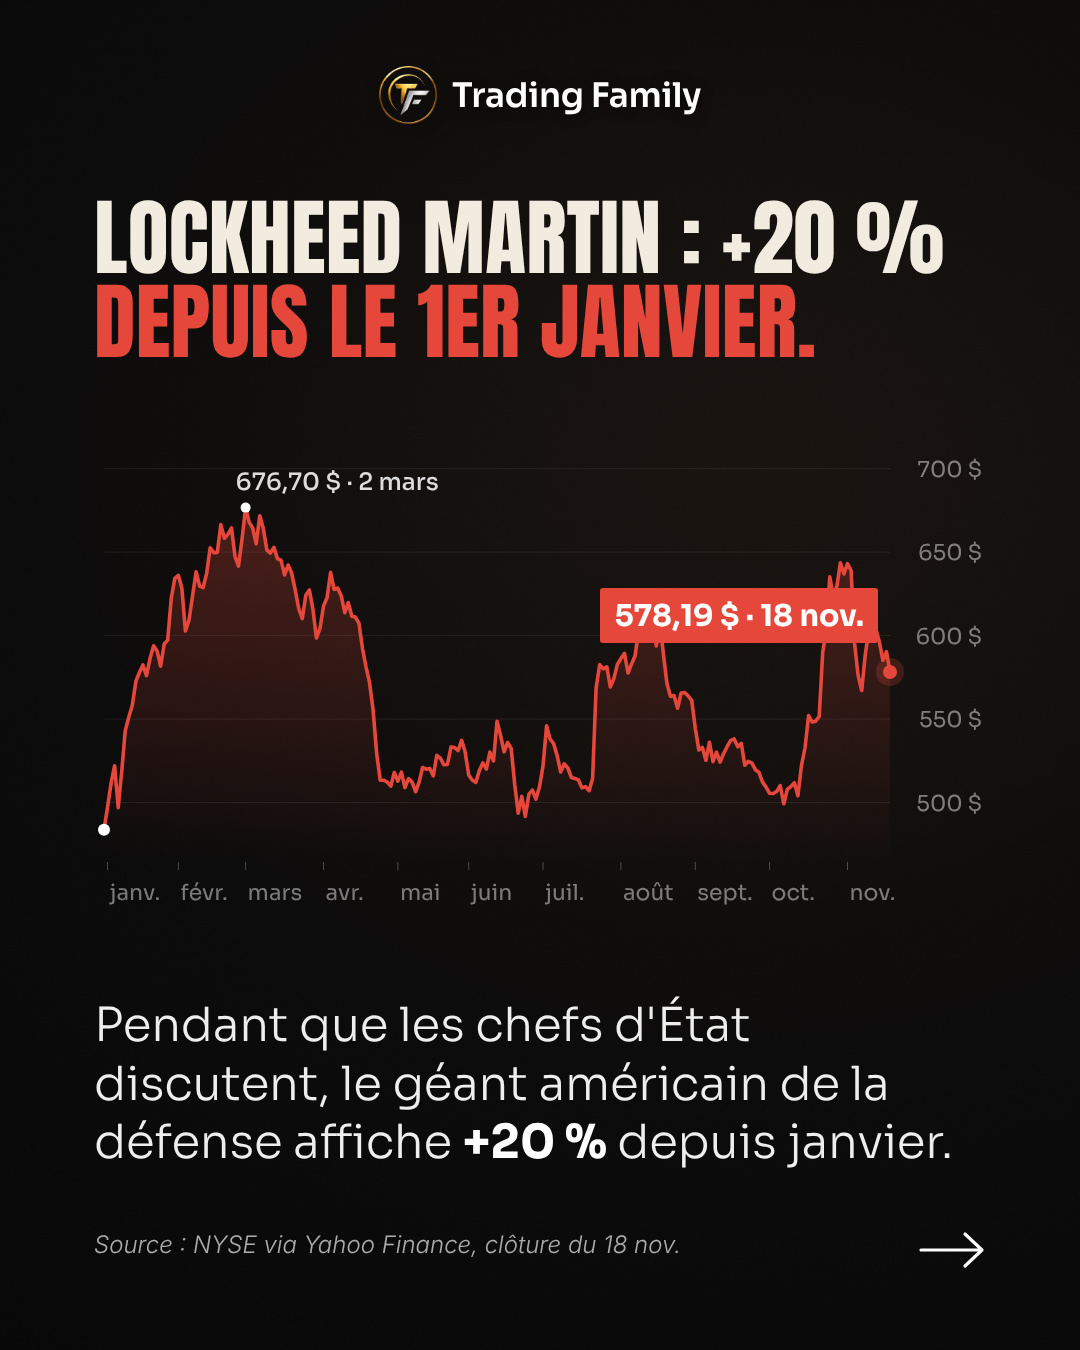 TF
Trading Family
LOCKHEED MARTIN : +20 %
DEPUIS LE 1ER JANVIER.
676,70 $ · 2 mars
700 $
650 $
578,19 $ · 18 nov.
600 $
550 $
500 $
janv. févr. mars avr. mai juin juil. août sept. oct. nov.
Pendant que les chefs d'État
discutent, le géant américain de la
défense affiche +20 % depuis janvier.
Source : NYSE via Yahoo Finance, clôture du 18 nov.